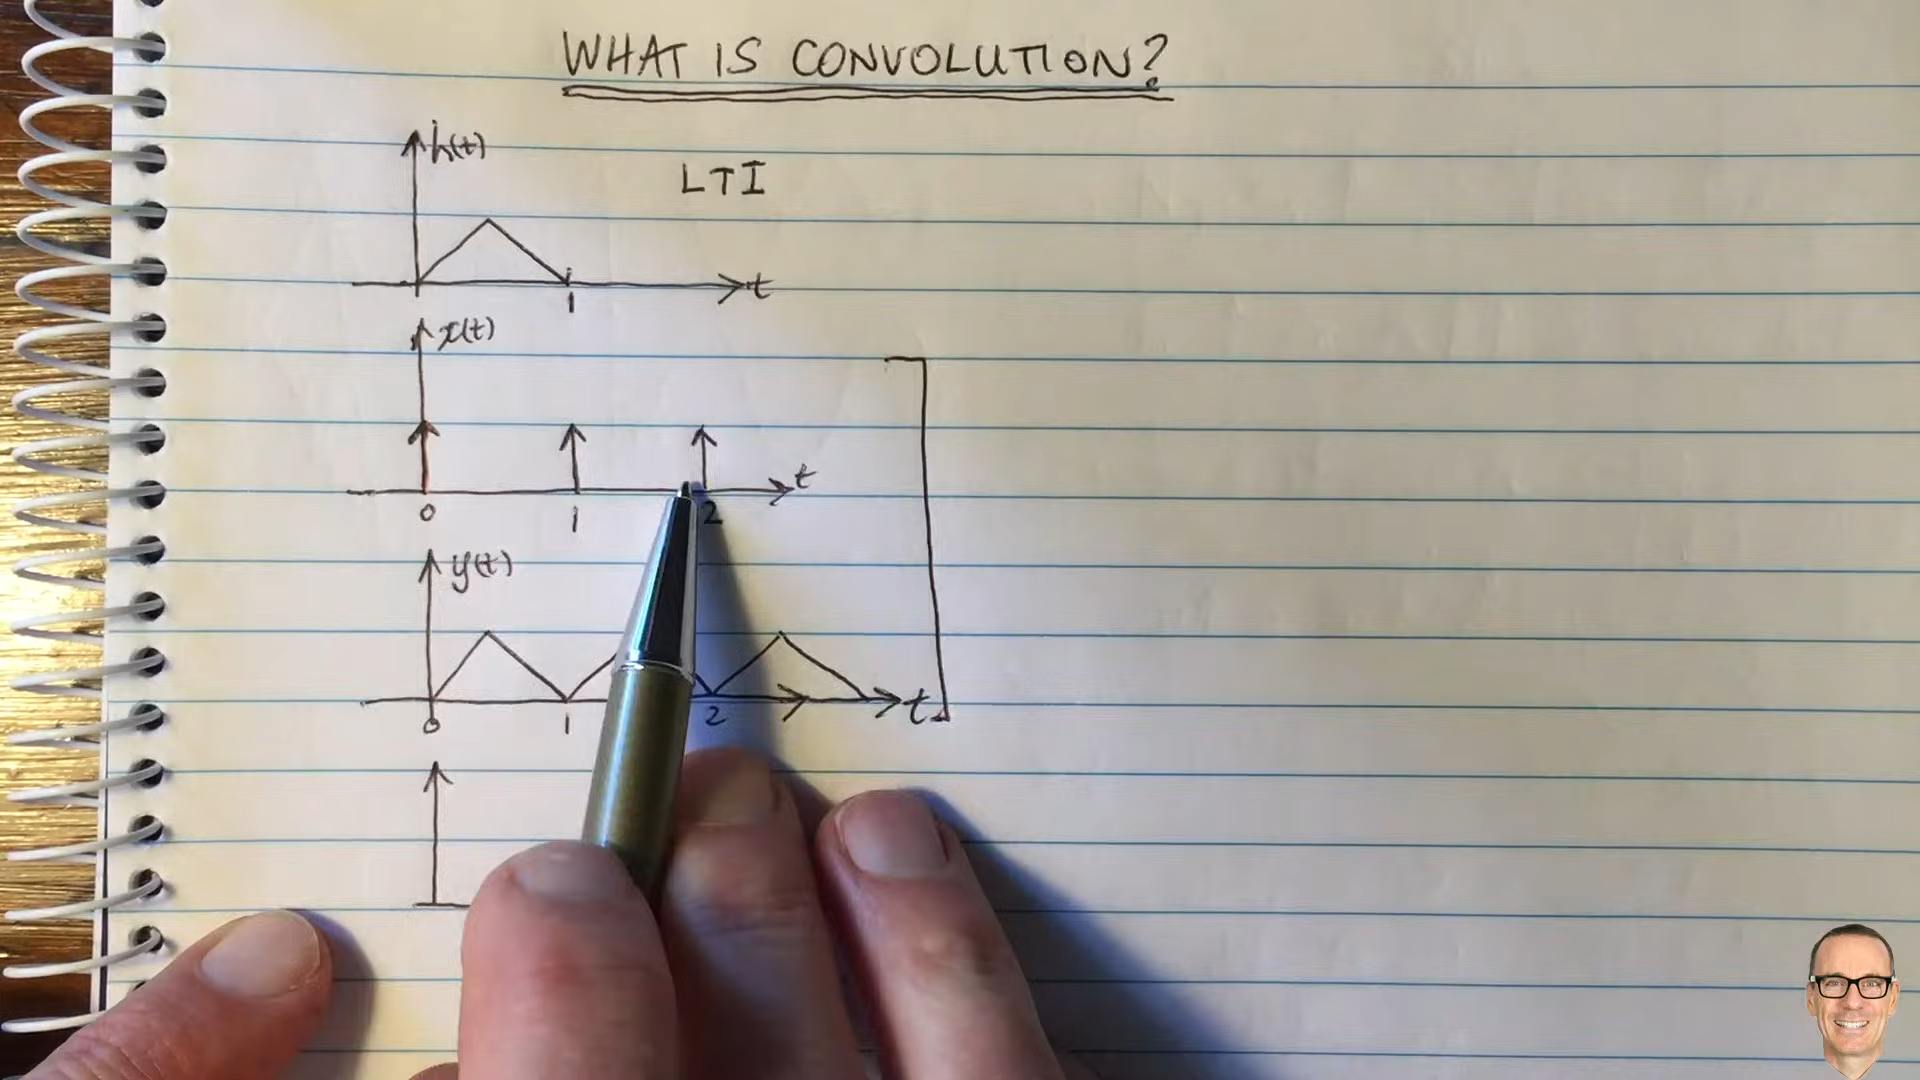 WHAT IS CONVOLUTION?
h(t)
LTI
t
1
x(t)
t
0 1 2
y(t)
t
0 1 2